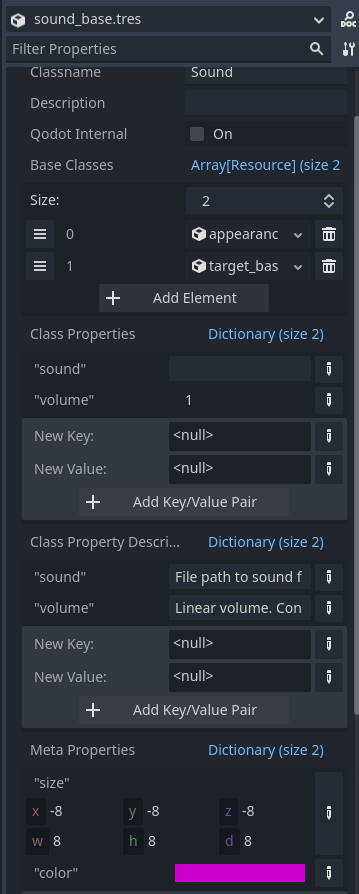 sound_base.tres
DOC
Filter Properties
Classname Sound
Description
Qodot Internal On
Base Classes Array[Resource] (size 2
Size: 2
0 appearanc
1 target_bas
Add Element
Class Properties Dictionary (size 2)
"sound"
"volume" 1
New Key: <null>
New Value: <null>
Add Key/Value Pair
Class Property Descri... Dictionary (size 2)
"sound" File path to sound f
"volume" Linear volume. Con
New Key: <null>
New Value: <null>
Add Key/Value Pair
Meta Properties Dictionary (size 2)
"size"
x -8 y -8 z -8
w 8 h 8 d 8
"color"